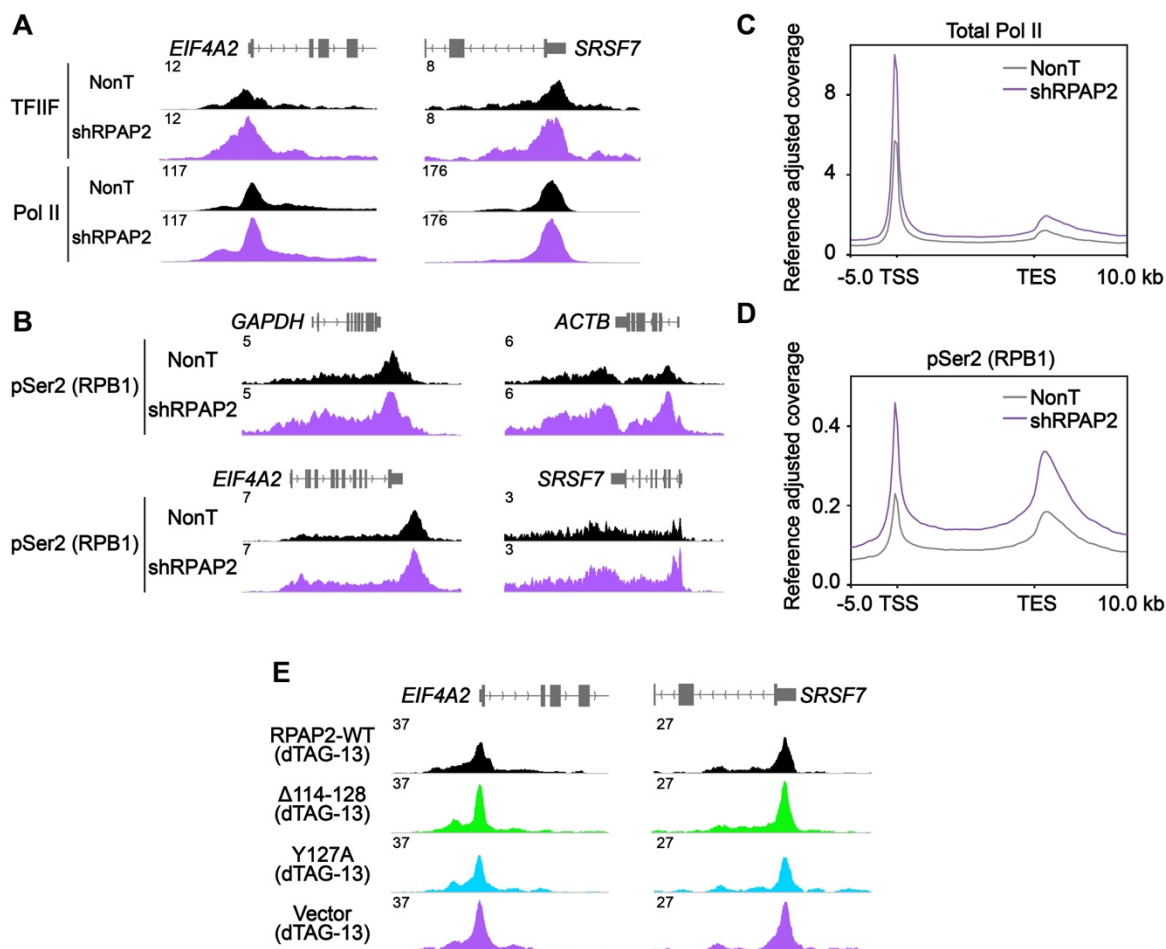 A
EIF4A2
SRSF7
TFIIF
NonT
12
8
shRPAP2
12
8
Pol II
NonT
117
176
shRPAP2
117
176
B
GAPDH
ACTB
pSer2 (RPB1)
NonT
5
6
shRPAP2
5
6
EIF4A2
SRSF7
pSer2 (RPB1)
NonT
7
3
shRPAP2
7
3
C
Total Pol II
Reference adjusted coverage
8
4
0
NonT
shRPAP2
-5.0 TSS TES 10.0 kb
D
pSer2 (RPB1)
Reference adjusted coverage
0.4
0.2
0.0
NonT
shRPAP2
-5.0 TSS TES 10.0 kb
E
EIF4A2
SRSF7
RPAP2-WT
(dTAG-13)
37
27
Δ114-128
(dTAG-13)
37
27
Y127A
(dTAG-13)
37
27
Vector
(dTAG-13)
37
27